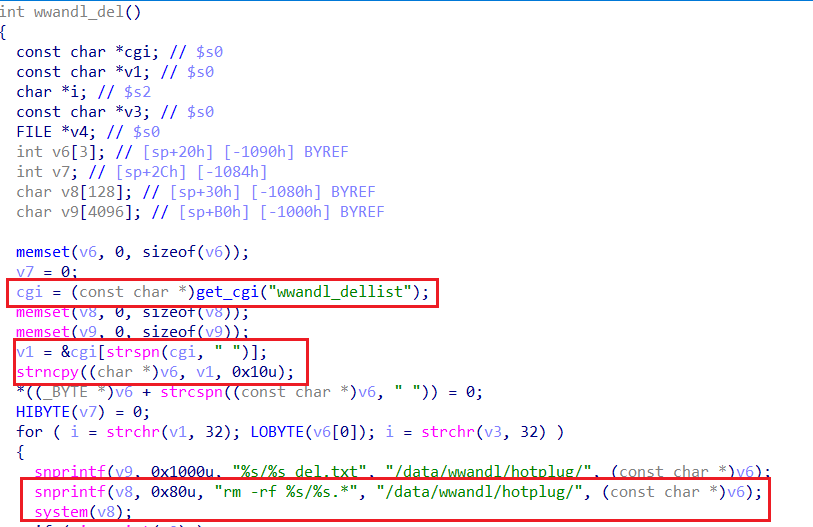 int wwandl_del()
{
const char *cgi; // $s0
const char *v1; // $s0
char *i; // $s2
const char *v3; // $s0
FILE *v4; // $s0
int v6[3]; // [sp+20h] [-1090h] BYREF
int v7; // [sp+2Ch] [-1084h]
char v8[128]; // [sp+30h] [-1080h] BYREF
char v9[4096]; // [sp+B0h] [-1000h] BYREF
memset(v6, 0, sizeof(v6));
v7 = 0;
cgi = (const char *)get_cgi("wwandl_dellist");
memset(v8, 0, sizeof(v8));
memset(v9, 0, sizeof(v9));
v1 = &cgi[strspn(cgi, " ")];
strncpy((char *)v6, v1, 0x10u);
*((_BYTE *)v6 + strcspn((const char *)v6, " ")) = 0;
HIBYTE(v7) = 0;
for ( i = strchr(v1, 32); LOBYTE(v6[0]); i = strchr(v3, 32) )
{
snprintf(v9, 0x1000u, "%s/%s_del.txt", "/data/wwandl/hotplug/", (const char *)v6);
snprintf(v8, 0x80u, "rm -rf %s/%s.*", "/data/wwandl/hotplug/", (const char *)v6);
system(v8);